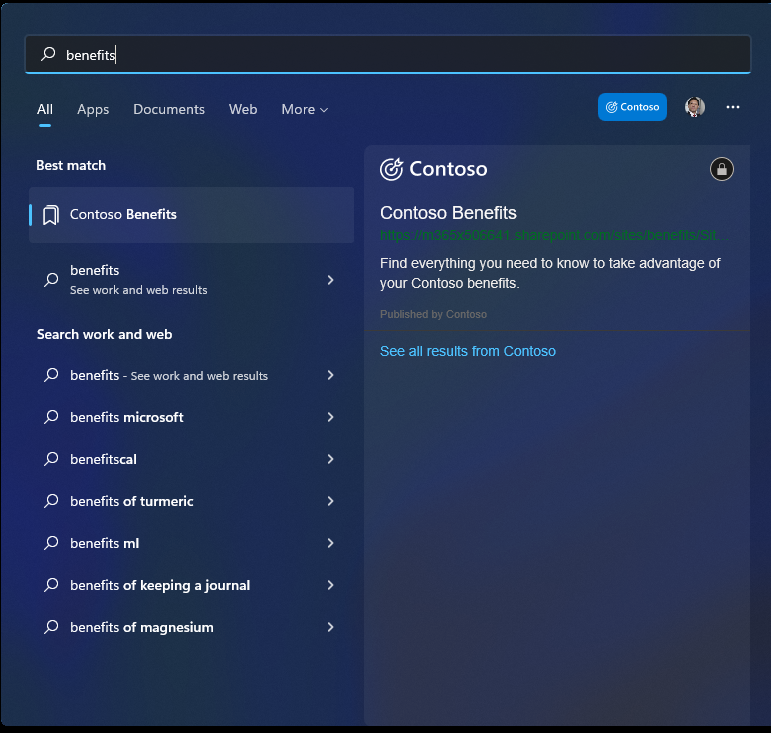 benefits
All Apps Documents Web More
Contoso
Best match
Contoso Benefits
benefits
See work and web results
Search work and web
benefits - See work and web results
benefits microsoft
benefitscal
benefits of turmeric
benefits ml
benefits of keeping a journal
benefits of magnesium
Contoso
Contoso Benefits
https://m365x506641.sharepoint.com/sites/benefits/Sit...
Find everything you need to know to take advantage of
your Contoso benefits.
Published by Contoso
See all results from Contoso